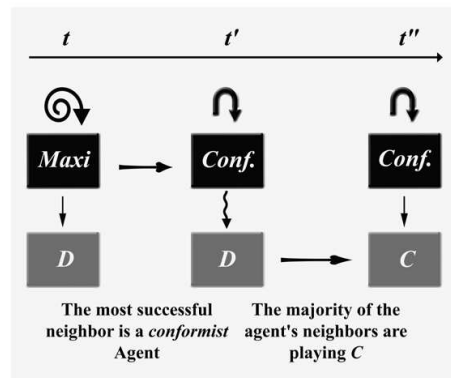 t t' t"
Maxi Conf. Conf.
D D C
The most successful
neighbor is a conformist
Agent
The majority of the
agent's neighbors are
playing C